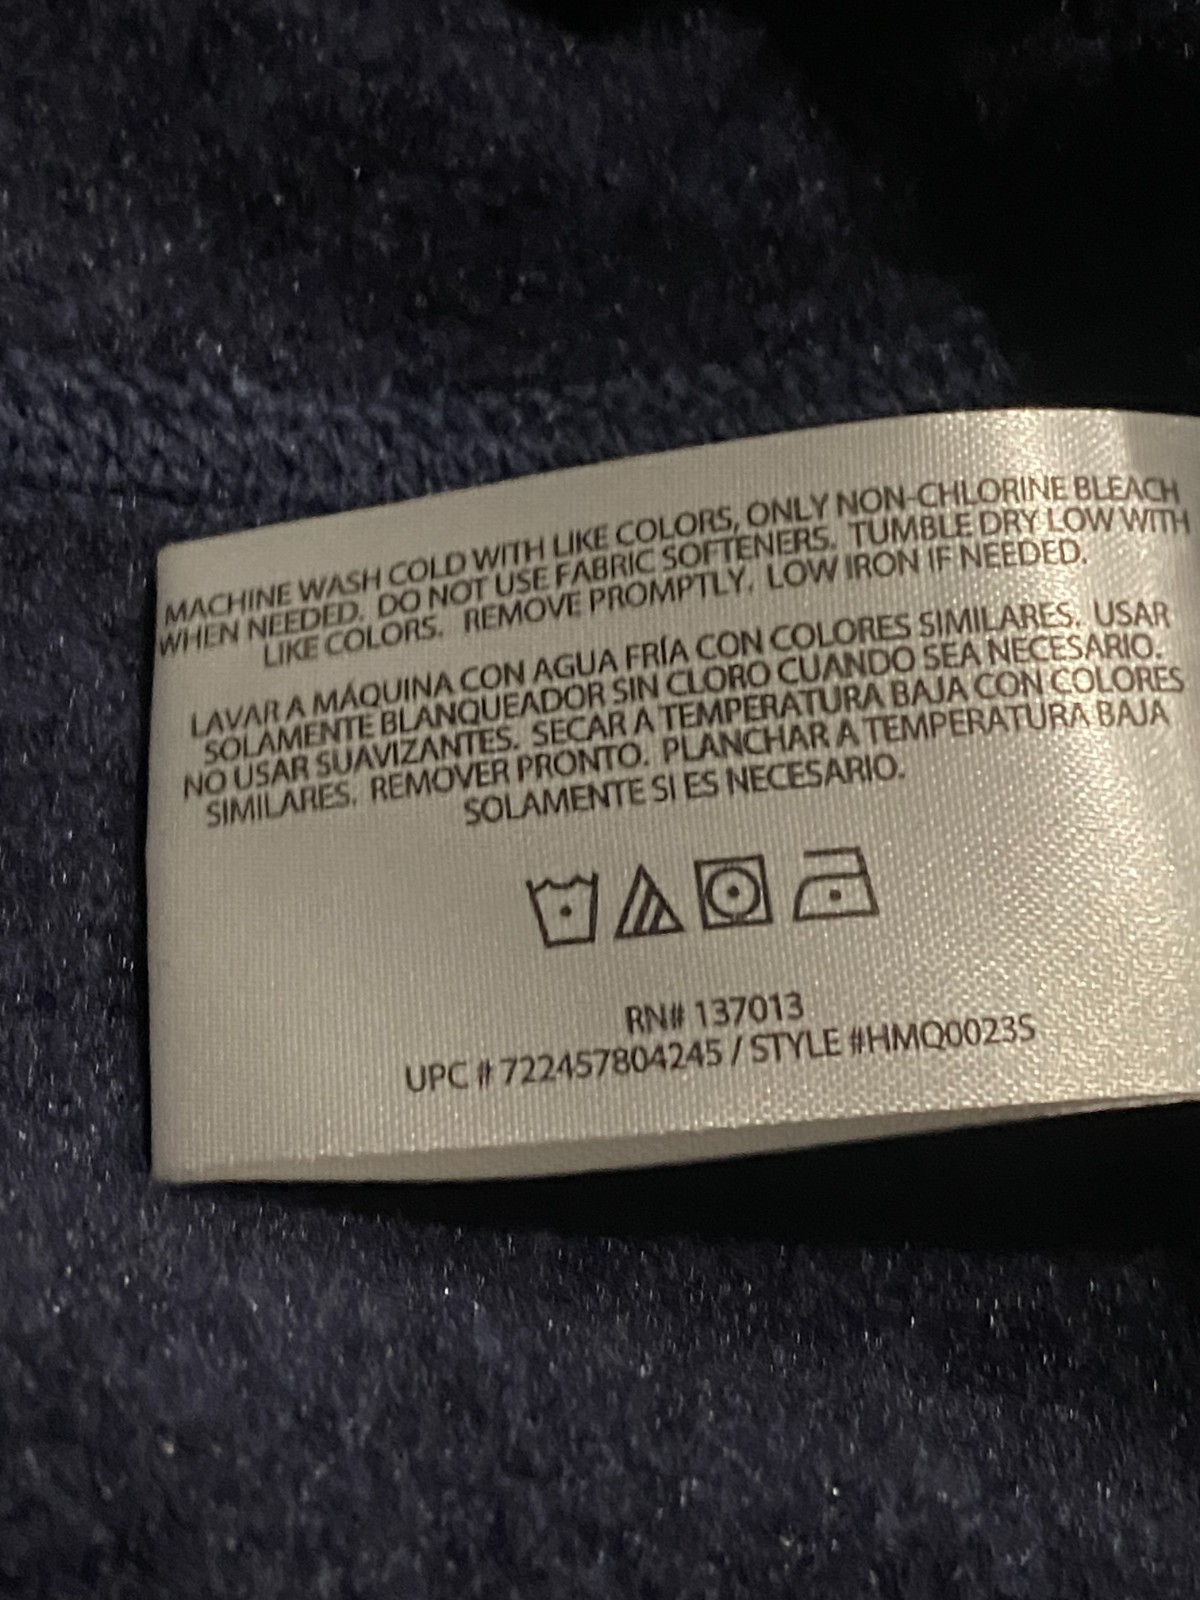 MACHINE WASH COLD WITH LIKE COLORS, ONLY NON-CHLORINE BLEACH
WHEN NEEDED. DO NOT USE FABRIC SOFTENERS. TUMBLE DRY LOW WITH
LIKE COLORS. REMOVE PROMPTLY. LOW IRON IF NEEDED.
LAVAR A MÁQUINA CON AGUA FRÍA CON COLORES SIMILARES. USAR
SOLAMENTE BLANQUEADOR SIN CLORO CUANDO SEA NECESARIO.
NO USAR SUAVIZANTES. SECAR A TEMPERATURA BAJA CON COLORES
SIMILARES. REMOVER PRONTO. PLANCHAR A TEMPERATURA BAJA
SOLAMENTE SI ES NECESARIO.
RN# 137013
UPC # 722457804245 / STYLE #HMQ0023S